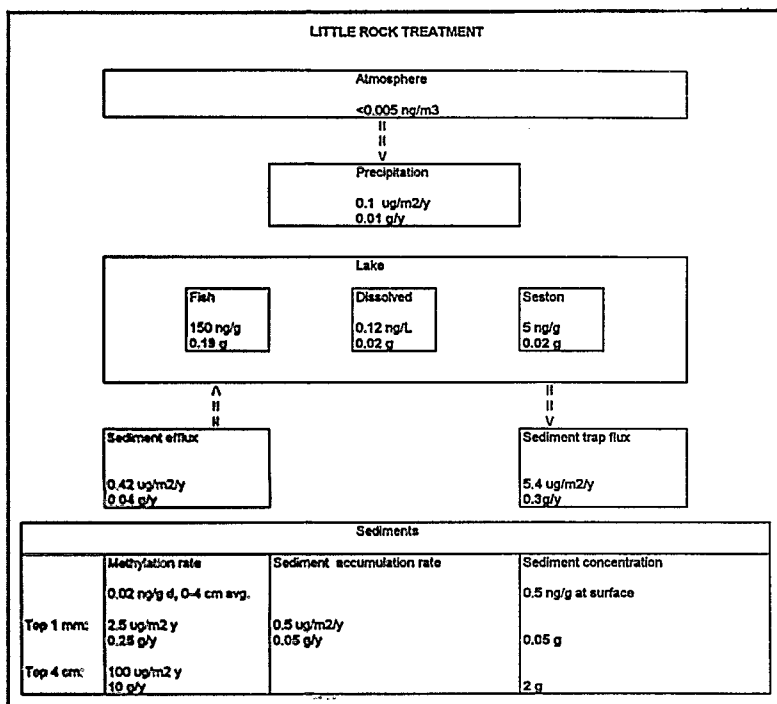 LITTLE ROCK TREATMENT
Atmosphere
<0.005 ng/m3
Precipitation
0.1 ug/m2/y
0.01 g/y
Lake
Fish
150 ng/g
0.19 g
Dissolved
0.12 ng/L
0.02 g
Seston
5 ng/g
0.02 g
Sediment efflux
0.42 ug/m2/y
0.04 g/y
Sediment trap flux
5.4 ug/m2/y
0.3g/y
Sediments
Methylation rate
Sediment accumulation rate
Sediment concentration
0.02 ng/g d, 0-4 cm avg.
0.5 ng/g at surface
Top 1 mm:
2.5 ug/m2 y
0.5 ug/m2/y
0.25 g/y
0.05 g/y
0.05 g
Top 4 cm:
100 ug/m2 y
10 g/y
2 g